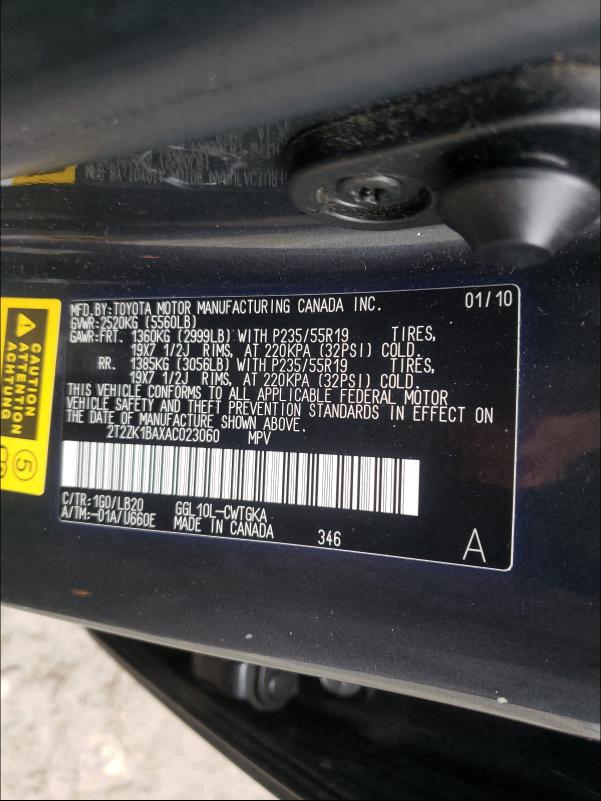 MFD.BY:TOYOTA MOTOR MANUFACTURING CANADA INC. 01/10
GVWR:2520KG (5560LB)
GAWR:FRT. 1360KG (2999LB) WITH P235/55R19 TIRES,
19X7 1/2J RIMS, AT 220KPA (32PSI) COLD.
RR. 1385KG (3056LB) WITH P235/55R19 TIRES,
19X7 1/2J RIMS, AT 220KPA (32PSI) COLD.
THIS VEHICLE CONFORMS TO ALL APPLICABLE FEDERAL MOTOR
VEHICLE SAFETY AND THEFT PREVENTION STANDARDS IN EFFECT ON
THE DATE OF MANUFACTURE SHOWN ABOVE.
2T2ZK1BAXAC023060 MPV
C/TR:1G0/LB20 GGL10L-CWTGKA
A/TM:-01A/U660E MADE IN CANADA 346 A
CAUTION
ATTENTION
ACHTUNG
5